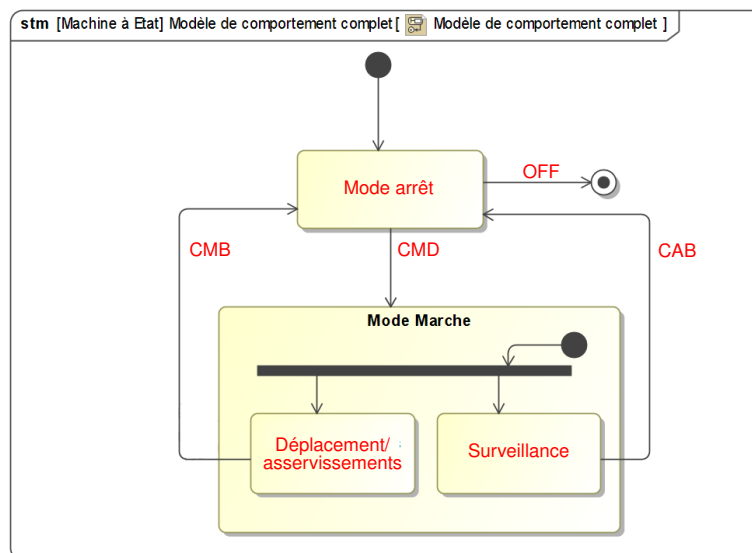 stm [Machine à Etat] Modèle de comportement complet [ Modèle de comportement complet ]
Mode arrêt
OFF
CMB
CMD
CAB
Mode Marche
Déplacement/
asservissements
Surveillance